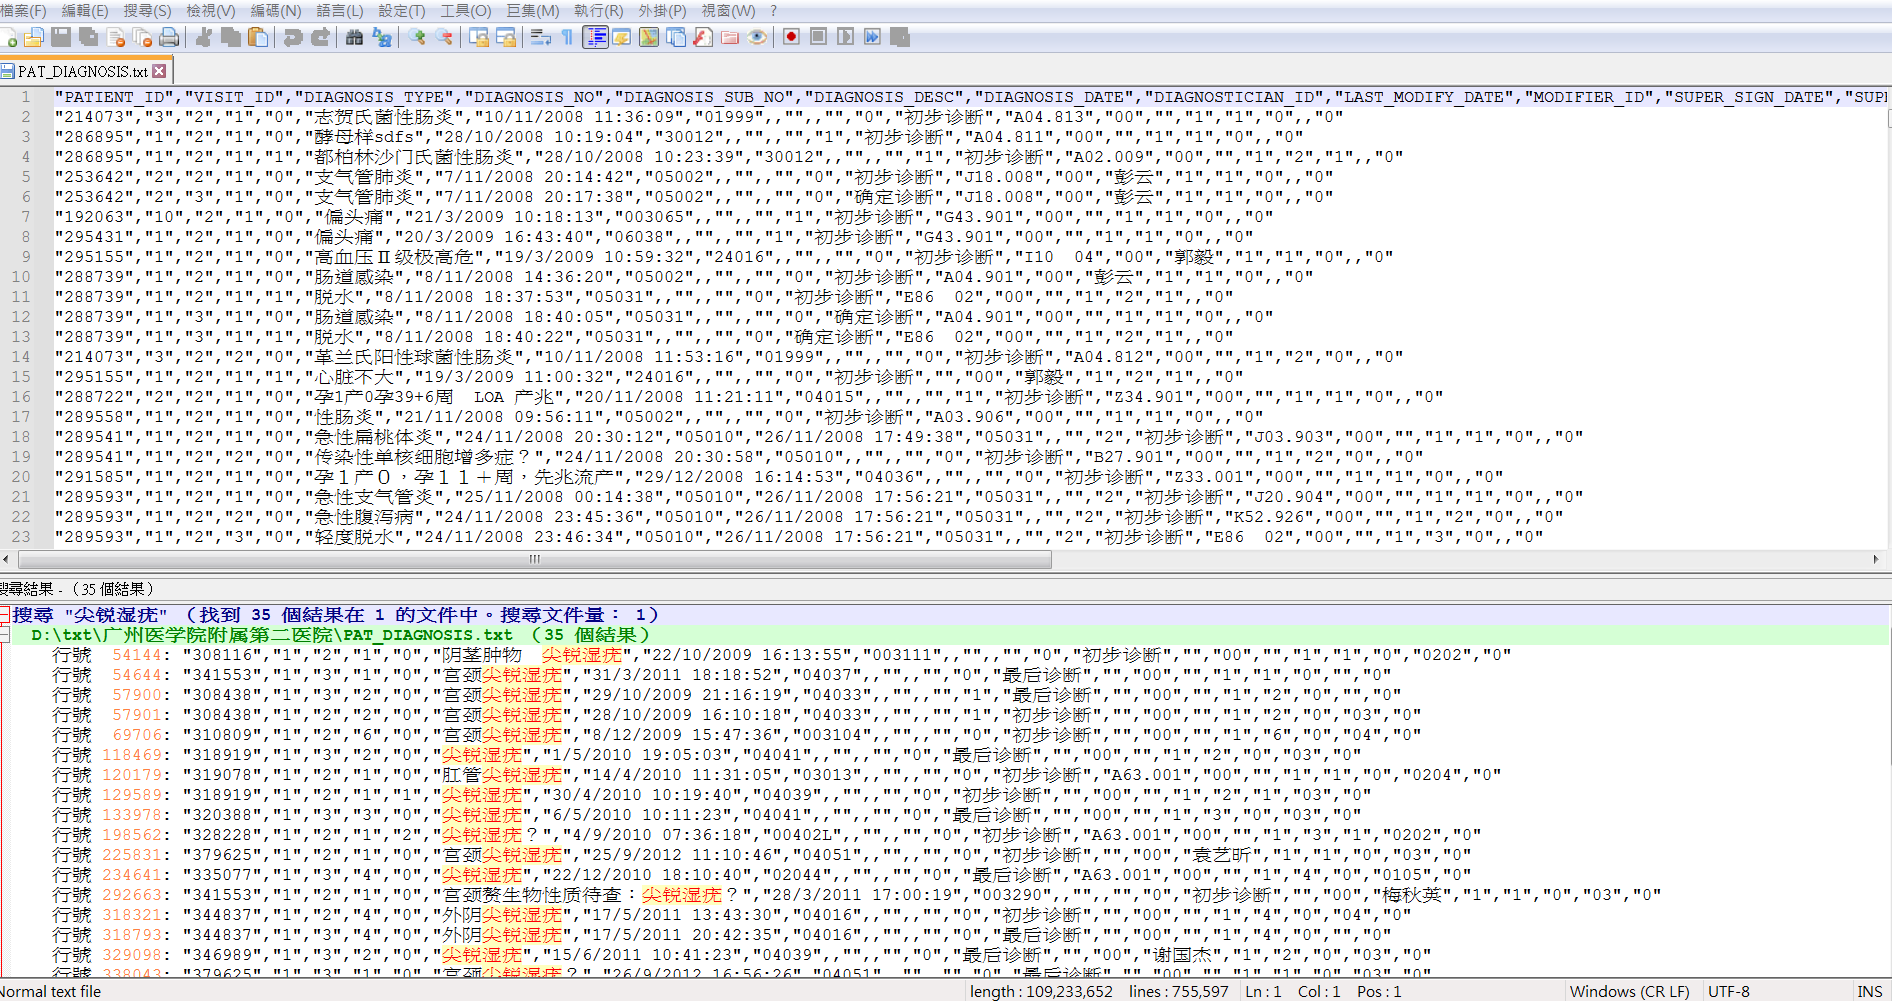 檔案(F) 編輯(E) 搜尋(S) 檢視(V) 編碼(N) 語言(L) 設定(T) 工具(O) 巨集(M) 執行(R) 外掛(P) 視窗(W) ?
PAT_DIAGNOSIS.txt
1 "PATIENT_ID","VISIT_ID","DIAGNOSIS_TYPE","DIAGNOSIS_NO","DIAGNOSIS_SUB_NO","DIAGNOSIS_DESC","DIAGNOSIS_DATE","DIAGNOSTICIAN_ID","LAST_MODIFY_DATE","MODIFIER_ID","SUPER_SIGN_DATE","SUPI
2 "214073","3","2","1","0","志贺氏菌性肠炎","10/11/2008 11:36:09","01999",,"",,"","0","初步诊断","A04.813","00","","1","1","0",,"0"
3 "286895","1","2","1","0","酵母样sdfs","28/10/2008 10:19:04","30012",,"",,"","1","初步诊断","A04.811","00","","1","1","0",,"0"
4 "286895","1","2","1","1","都柏林沙门氏菌性肠炎","28/10/2008 10:23:39","30012",,"",,"","1","初步诊断","A02.009","00","","1","2","1",,"0"
5 "253642","2","2","1","0","支气管肺炎","7/11/2008 20:14:42","05002",,"",,"","0","初步诊断","J18.008","00","彭云","1","1","0",,"0"
6 "253642","2","3","1","0","支气管肺炎","7/11/2008 20:17:38","05002",,"",,"","0","确定诊断","J18.008","00","彭云","1","1","0",,"0"
7 "192063","10","2","1","0","偏头痛","21/3/2009 10:18:13","003065",,"",,"","1","初步诊断","G43.901","00","","1","1","0",,"0"
8 "295431","1","2","1","0","偏头痛","20/3/2009 16:43:40","06038",,"",,"","1","初步诊断","G43.901","00","","1","1","0",,"0"
9 "295155","1","2","1","0","高血压Ⅱ级极高危","19/3/2009 10:59:32","24016",,"",,"","0","初步诊断","I10  04","00","郭毅","1","1","0",,"0"
10 "288739","1","2","1","0","肠道感染","8/11/2008 14:36:20","05002",,"",,"","0","初步诊断","A04.901","00","彭云","1","1","0",,"0"
11 "288739","1","2","1","1","脱水","8/11/2008 18:37:53","05031",,"",,"","0","初步诊断","E86  02","00","","1","2","1",,"0"
12 "288739","1","3","1","0","肠道感染","8/11/2008 18:40:05","05031",,"",,"","0","确定诊断","A04.901","00","","1","1","0",,"0"
13 "288739","1","3","1","1","脱水","8/11/2008 18:40:22","05031",,"",,"","0","确定诊断","E86  02","00","","1","2","1",,"0"
14 "214073","3","2","2","0","革兰氏阳性球菌性肠炎","10/11/2008 11:53:16","01999",,"",,"","0","初步诊断","A04.812","00","","1","2","0",,"0"
15 "295155","1","2","1","1","心脏不大","19/3/2009 11:00:32","24016",,"",,"","0","初步诊断","","00","郭毅","1","2","1",,"0"
16 "288722","2","2","1","0","孕1产0孕39+6周  LOA 产兆","20/11/2008 11:21:11","04015",,"",,"","1","初步诊断","Z34.901","00","","1","1","0",,"0"
17 "289558","1","2","1","0","性肠炎","21/11/2008 09:56:11","05002",,"",,"","0","初步诊断","A03.906","00","","1","1","0",,"0"
18 "289541","1","2","1","0","急性扁桃体炎","24/11/2008 20:30:12","05010","26/11/2008 17:49:38","05031",,"","2","初步诊断","J03.903","00","","1","1","0",,"0"
19 "289541","1","2","2","0","传染性单核细胞增多症？","24/11/2008 20:30:58","05010",,"",,"","0","初步诊断","B27.901","00","","1","2","0",,"0"
20 "291585","1","2","1","0","孕１产０，孕１１＋周，先兆流产","29/12/2008 16:14:53","04036",,"",,"","0","初步诊断","Z33.001","00","","1","1","0",,"0"
21 "289593","1","2","1","0","急性支气管炎","25/11/2008 00:14:38","05010","26/11/2008 17:56:21","05031",,"","2","初步诊断","J20.904","00","","1","1","0",,"0"
22 "289593","1","2","2","0","急性腹泻病","24/11/2008 23:45:36","05010","26/11/2008 17:56:21","05031",,"","2","初步诊断","K52.926","00","","1","2","0",,"0"
23 "289593","1","2","3","0","轻度脱水","24/11/2008 23:46:34","05010","26/11/2008 17:56:21","05031",,"","2","初步诊断","E86  02","00","","1","3","0",,"0"
搜尋結果 - （35 個結果）
搜尋 "尖锐湿疣" （找到 35 個結果在 1 的文件中。搜尋文件量： 1）
D:\txt\广州医学院附属第二医院\PAT_DIAGNOSIS.txt （35 個結果）
行號 54144: "308116","1","2","1","0","阴茎肿物  尖锐湿疣","22/10/2009 16:13:55","003111",,"",,"","0","初步诊断","","00","","1","1","0","0202","0"
行號 54644: "341553","1","3","1","0","宫颈尖锐湿疣","31/3/2011 18:18:52","04037",,"",,"","0","最后诊断","","00","","1","1","0","","0"
行號 57900: "308438","1","3","2","0","宫颈尖锐湿疣","29/10/2009 21:16:19","04033",,"",,"","1","最后诊断","","00","","1","2","0","","0"
行號 57901: "308438","1","2","2","0","宫颈尖锐湿疣","28/10/2009 16:10:18","04033",,"",,"","1","初步诊断","","00","","1","2","0","03","0"
行號 69706: "310809","1","2","6","0","宫颈尖锐湿疣","8/12/2009 15:47:36","003104",,"",,"","0","初步诊断","","00","","1","6","0","04","0"
行號 118469: "318919","1","3","2","0","尖锐湿疣","1/5/2010 19:05:03","04041",,"",,"","0","最后诊断","","00","","1","2","0","03","0"
行號 120179: "319078","1","2","1","0","肛管尖锐湿疣","14/4/2010 11:31:05","03013",,"",,"","0","初步诊断","A63.001","00","","1","1","0","0204","0"
行號 129589: "318919","1","2","1","1","尖锐湿疣","30/4/2010 10:19:40","04039",,"",,"","0","初步诊断","","00","","1","2","1","03","0"
行號 133978: "320388","1","3","3","0","尖锐湿疣","6/5/2010 10:11:23","04041",,"",,"","0","最后诊断","","00","","1","3","0","03","0"
行號 198562: "328228","1","2","1","2","尖锐湿疣？","4/9/2010 07:36:18","00402L",,"",,"","0","初步诊断","A63.001","00","","1","3","1","0202","0"
行號 225831: "379625","1","2","1","0","宫颈尖锐湿疣","25/9/2012 11:10:46","04051",,"",,"","0","初步诊断","","00","袁艺昕","1","1","0","03","0"
行號 234641: "335077","1","3","4","0","尖锐湿疣","22/12/2010 18:10:40","02044",,"",,"","0","最后诊断","A63.001","00","","1","4","0","0105","0"
行號 292663: "341553","1","2","1","0","宫颈赘生物性质待查：尖锐湿疣？","28/3/2011 17:00:19","003290",,"",,"","0","初步诊断","","00","梅秋英","1","1","0","03","0"
行號 318321: "344837","1","2","4","0","外阴尖锐湿疣","17/5/2011 13:43:30","04016",,"",,"","0","初步诊断","","00","","1","4","0","04","0"
行號 318793: "344837","1","3","4","0","外阴尖锐湿疣","17/5/2011 20:42:35","04016",,"",,"","0","最后诊断","","00","","1","4","0","","0"
行號 329098: "346989","1","3","2","0","尖锐湿疣","15/6/2011 10:41:23","04039",,"",,"","0","最后诊断","","00","谢国杰","1","2","0","03","0"
行號 338043: "379625","1","3","1","0","宫颈尖锐湿疣？","26/9/2012 16:56:26","04051",,"",,"","0","最后诊断","","00","","1","1","0","03","0"
Normal text file length : 109,233,652 lines : 755,597 Ln : 1 Col : 1 Pos : 1 Windows (CR LF) UTF-8 INS